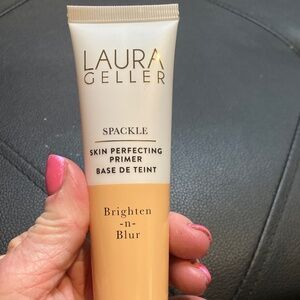 LAURA
GELLER
SPACKLE
SKIN PERFECTING
PRIMER
BASE DE TEINT
Brighten
-n-
Blur